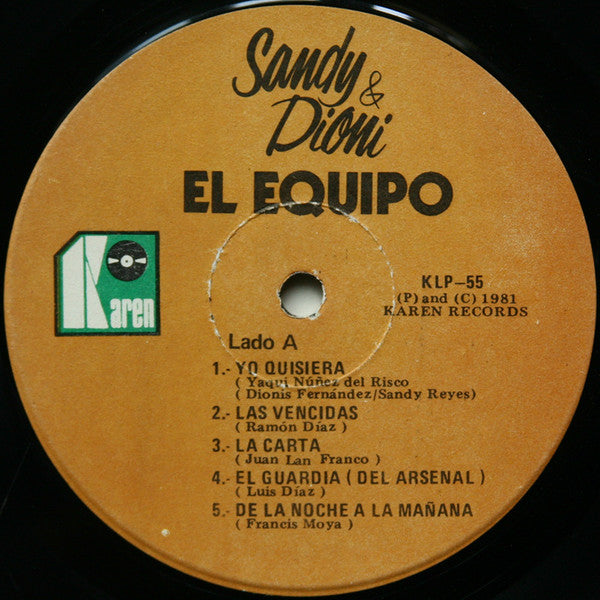 Sandy &
Dioni
EL EQUIPO
Karen
KLP-55
(P) and (C) 1981
KAREN RECORDS
Lado A
1.- YO QUISIERA
( Yaqui Núñez del Risco
( Dionis Fernández/Sandy Reyes)
2.- LAS VENCIDAS
( Ramón Díaz )
3.- LA CARTA
( Juan Lan Franco )
4.- EL GUARDIA ( DEL ARSENAL )
( Luis Díaz )
5.- DE LA NOCHE A LA MAÑANA
( Francis Moya )